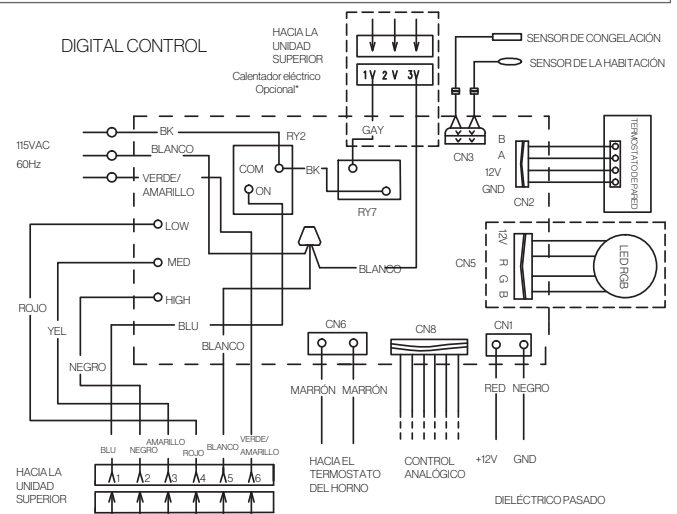 DIGITAL CONTROL
HACIA LA
UNIDAD
SUPERIOR
Calentador eléctrico
Opcional*
1V 2V 3V
SENSOR DE CONGELACIÓN
SENSOR DE LA HABITACIÓN
115VAC
60Hz
BK
BLANCO
VERDE/
AMARILLO
RY2
COM
ON
BK
GAY
RY7
CN3
B
A
12V
GND
CN2
TERMOSTATO DE PARED
LOW
MED
HIGH
BLANCO
CN5
12V
R
G
B
LED RGB
ROJO
YEL
NEGRO
BLU
BLANCO
CN6
CN8
CN1
MARRÓN MARRÓN
RED NEGRO
HACIA EL
TERMOSTATO
DEL HORNO
CONTROL
ANALÓGICO
+12V GND
BLU
NEGRO
AMARILLO
ROJO
BLANCO
VERDE/
AMARILLO
HACIA LA
UNIDAD
SUPERIOR
1 2 3 4 5 6
DIELÉCTRICO PASADO